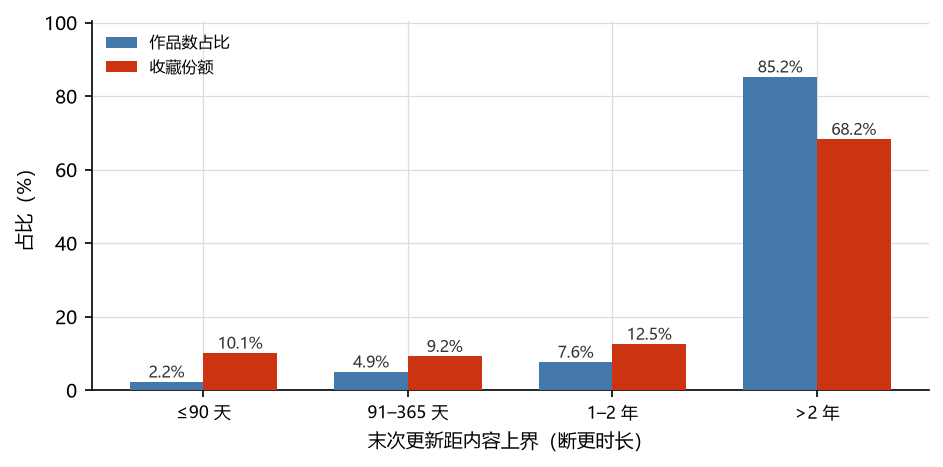 100
80
60
40
20
0
占比（%）
作品数占比
收藏份额
2.2%
10.1%
4.9%
9.2%
7.6%
12.5%
85.2%
68.2%
≤90 天
91–365 天
1–2 年
>2 年
末次更新距内容上界（断更时长）